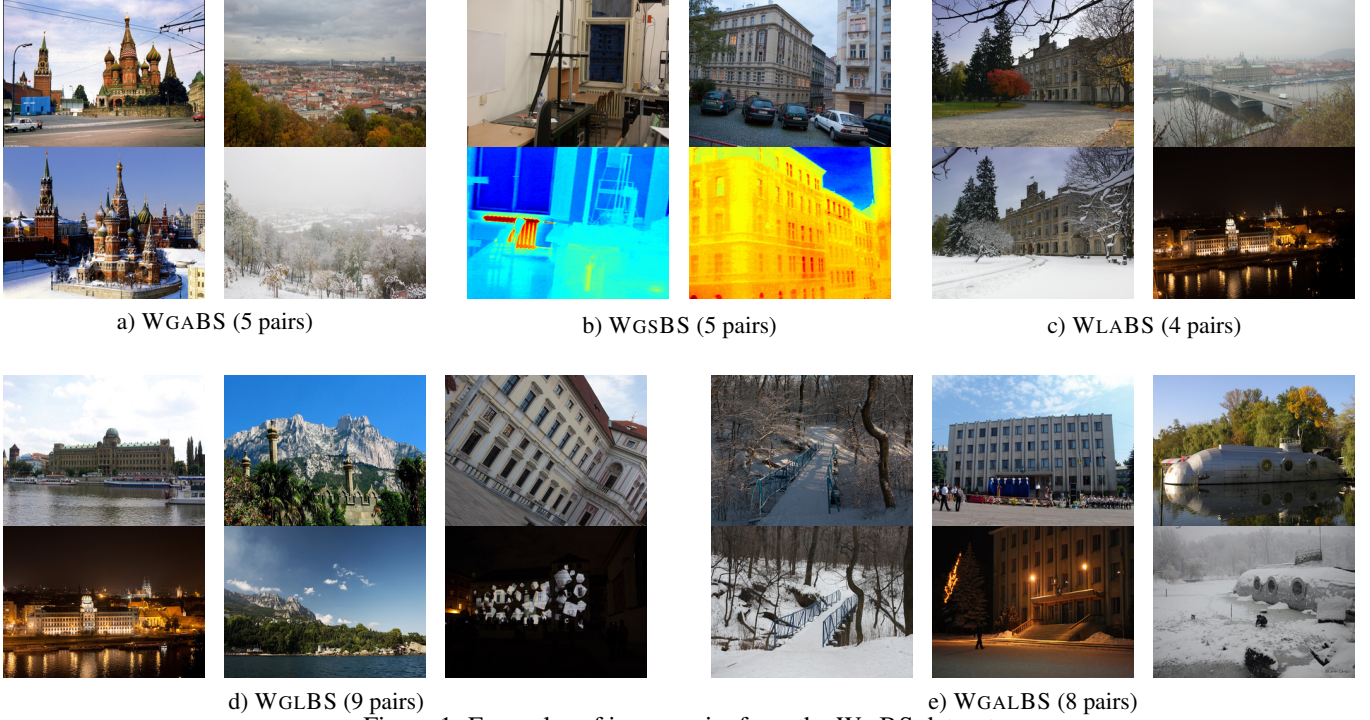 a) WGABS (5 pairs)
b) WGSBS (5 pairs)
c) WLABS (4 pairs)
d) WGLBS (9 pairs)
e) WGALBS (8 pairs)